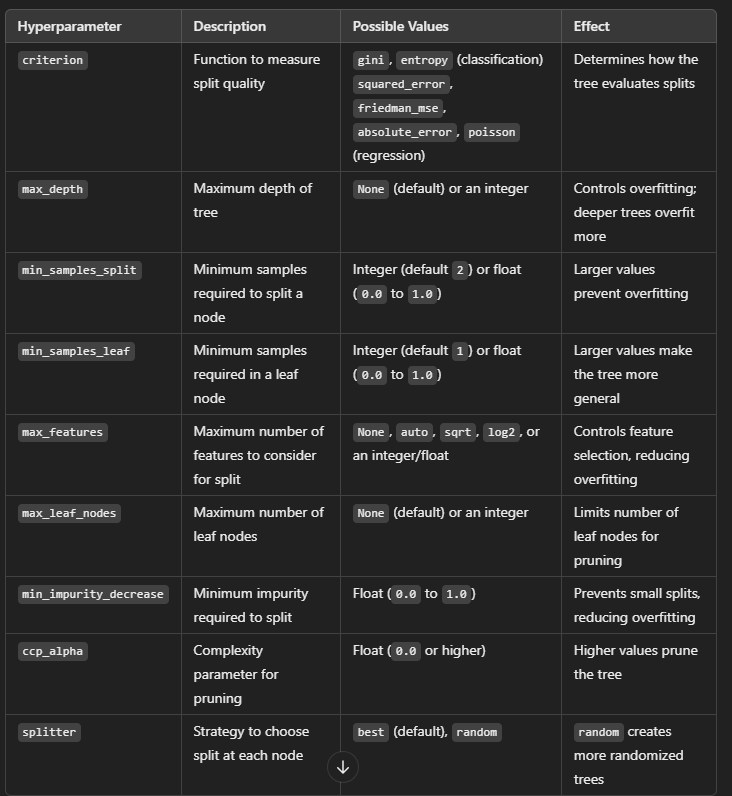 Hyperparameter Description Possible Values Effect
criterion Function to measure gini, entropy (classification) Determines how the
split quality squared_error, tree evaluates splits
friedman_mse,
absolute_error, poisson
(regression)
max_depth Maximum depth of None (default) or an integer Controls overfitting;
tree deeper trees overfit
more
min_samples_split Minimum samples Integer (default 2) or float Larger values
required to split a (0.0 to 1.0) prevent overfitting
node
min_samples_leaf Minimum samples Integer (default 1) or float Larger values make
required in a leaf (0.0 to 1.0) the tree more
node general
max_features Maximum number of None, auto, sqrt, log2, or Controls feature
features to consider an integer/float selection, reducing
for split overfitting
max_leaf_nodes Maximum number of None (default) or an integer Limits number of
leaf nodes leaf nodes for
pruning
min_impurity_decrease Minimum impurity Float (0.0 to 1.0) Prevents small splits,
required to split reducing overfitting
ccp_alpha Complexity Float (0.0 or higher) Higher values prune
parameter for the tree
pruning
splitter Strategy to choose best (default), random random creates
split at each node more randomized
trees